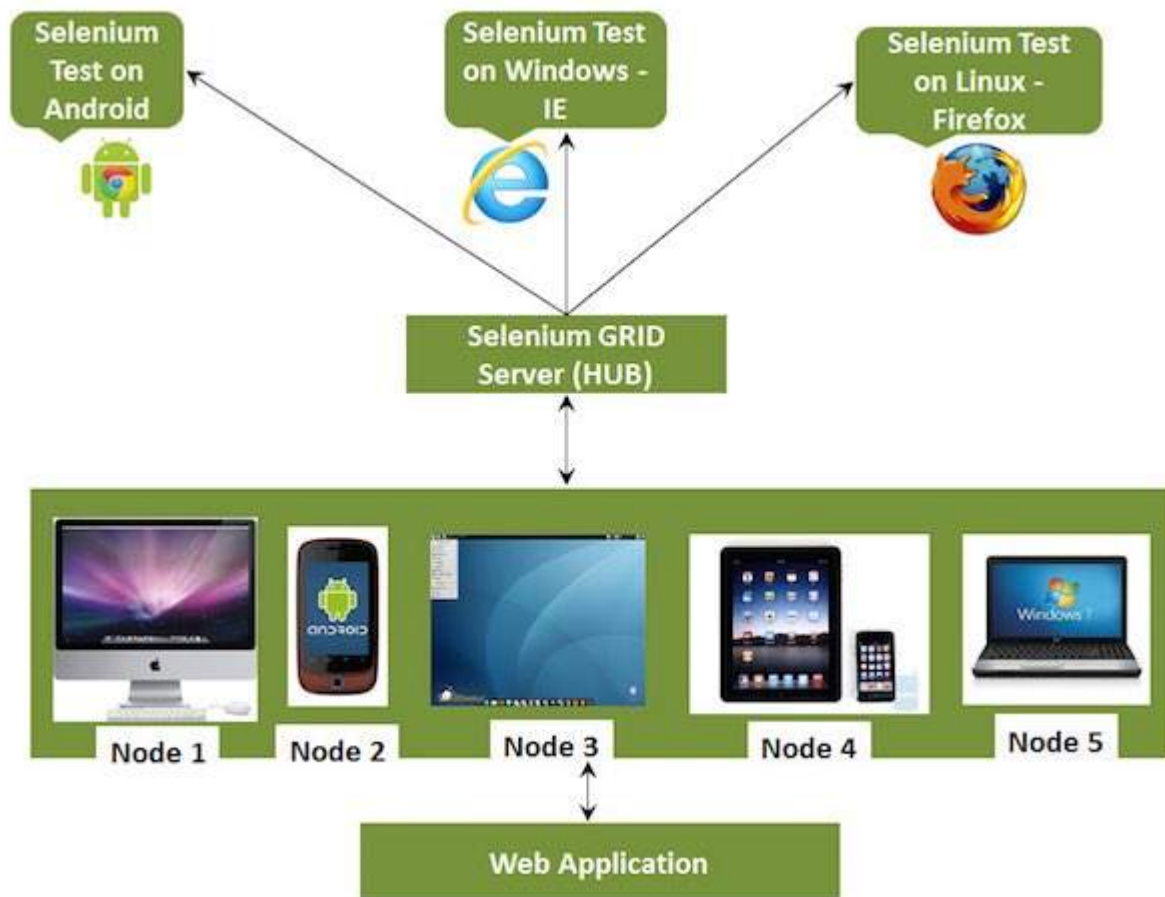 Selenium
Test on
Android
Selenium Test
on Windows -
IE
Selenium Test
on Linux -
Firefox
Selenium GRID
Server (HUB)
ANDROID
Windows 7
Node 1
Node 2
Node 3
Node 4
Node 5
Web Application